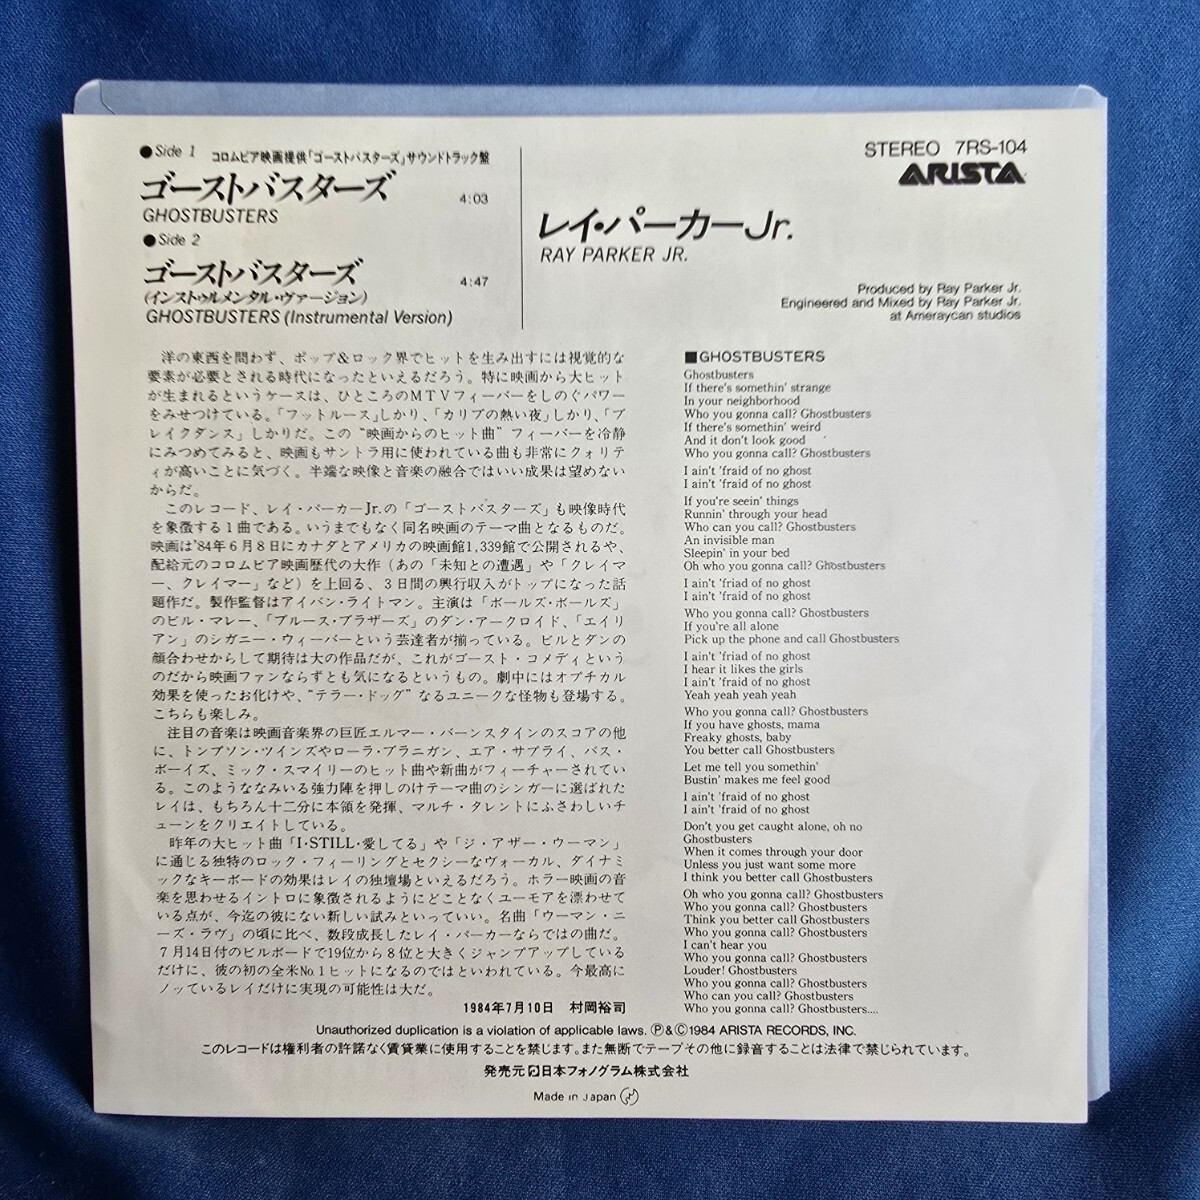 ●Side 1 コロムビア映画提供「ゴーストバスターズ」サウンドトラック盤
ゴーストバスターズ 4:03
GHOSTBUSTERS
●Side 2
ゴーストバスターズ 4:47
(インストゥルメンタル・ヴァージョン)
GHOSTBUSTERS (Instrumental Version)
レイ・パーカーJr.
RAY PARKER JR.
STEREO 7RS-104
ARISTA
Produced by Ray Parker Jr.
Engineered and Mixed by Ray Parker Jr.
at Ameraycan studios
洋の東西を問わず、ポップ&ロック界でヒットを生み出すには視覚的な
要素が必要とされる時代になったといえるだろう。特に映画から大ヒット
が生まれるというケースは、ひところのMTVフィーバーをしのぐパワー
をみせつけている。「フットルース」しかり、「カリブの熱い夜」しかり、「ブ
レイクダンス」しかりだ。この“映画からのヒット曲”フィーバーを冷静
にみつめてみると、映画もサントラ用に使われている曲も非常にクォリテ
ィが高いことに気づく。半端な映像と音楽の融合ではいい成果は望めない
からだ。
このレコード、レイ・パーカーJr.の「ゴーストバスターズ」も映像時代
を象徴する1曲である。いうまでもなく同名映画のテーマ曲となるものだ。
映画は'84年6月8日にカナダとアメリカの映画館1,339館で公開されるや、
配給元のコロムビア映画歴代の大作(あの「未知との遭遇」や「クレイマ
ー、クレイマー」など)を上回る、3日間の興行収入がトップになった話
題作だ。製作監督はアイバン・ライトマン。主演は「ボールズ・ボールズ」
のビル・マレー、「ブルース・ブラザーズ」のダン・アークロイド、「エイリ
アン」のシガニー・ウィーバーという芸達者が揃っている。ビルとダンの
顔合わせからして期待は大の作品だが、これがゴースト・コメディという
のだから映画ファンならずとも気になるというもの。劇中にはオプチカル
効果を使ったお化けや、“テラー・ドッグ”なるユニークな怪物も登場する。
こちらも楽しみ。
注目の音楽は映画音楽界の巨匠エルマー・バーンスタインのスコアの他
に、トンプソン・ツインズやローラ・ブラニガン、エア・サプライ、バス・
ボーイズ、ミック・スマイリーのヒット曲や新曲がフィーチャーされてい
る。このようななみいる強力陣を押しのけテーマ曲のシンガーに選ばれた
レイは、もちろん十二分に本領を発揮、マルチ・タレントにふさわしいチ
ューンをクリエイトしている。
昨年の大ヒット曲「I・STILL・愛してる」や「ジ・アザー・ウーマン」
に通じる独特のロック・フィーリングとセクシーなヴォーカル、ダイナミ
ックなキーボードの効果はレイの独壇場といえるだろう。ホラー映画の音
楽を思わせるイントロに象徴されるようにどことなくユーモアを漂わせて
いる点が、今迄の彼にない新しい試みといっていい。名曲「ウーマン・ニ
ーズ・ラヴ」の頃に比べ、数段成長したレイ・パーカーならではの曲だ。
7月14日付のビルボードで19位から8位と大きくジャンプアップしている
だけに、彼の初の全米No.1ヒットになるのではといわれている。今最高に
ノッているレイだけに実現の可能性は大だ。
1984年7月10日 村岡裕司
■GHOSTBUSTERS
Ghostbusters
If there's somethin' strange
In your neighborhood
Who you gonna call? Ghostbusters
If there's somethin' weird
And it don't look good
Who you gonna call? Ghostbusters
I ain't 'fraid of no ghost
I ain't 'fraid of no ghost
If you're seein' things
Runnin' through your head
Who can you call? Ghostbusters
An invisible man
Sleepin' in your bed
Oh who you gonna call? Ghostbusters
I ain't 'friad of no ghost
I ain't 'fraid of no ghost
Who you gonna call? Ghostbusters
If you're all alone
Pick up the phone and call Ghostbusters
I ain't 'friad of no ghost
I hear it likes the girls
I ain't 'fraid of no ghost
Yeah yeah yeah yeah
Who you gonna call? Ghostbusters
If you have ghosts, mama
Freaky ghosts, baby
You better call Ghostbusters
Let me tell you somethin'
Bustin' makes me feel good
I ain't 'fraid of no ghost
I ain't 'fraid of no ghost
Don't you get caught alone, oh no
Ghostbusters
When it comes through your door
Unless you just want some more
I think you better call Ghostbusters
Oh who you gonna call? Ghostbusters
Who you gonna call? Ghostbusters
Think you better call Ghostbusters
Who you gonna call? Ghostbusters
I can't hear you
Who you gonna call? Ghostbusters
Louder! Ghostbusters
Who you gonna call? Ghostbusters
Who can you call? Ghostbusters
Who you gonna call? Ghostbusters....
Unauthorized duplication is a violation of applicable laws. Ⓟ&Ⓒ1984 ARISTA RECORDS, INC.
このレコードは権利者の許諾なく賃貸業に使用することを禁じます。また無断でテープその他に録音することは法律で禁じられています。
発売元 日本フォノグラム株式会社
Made in Japan